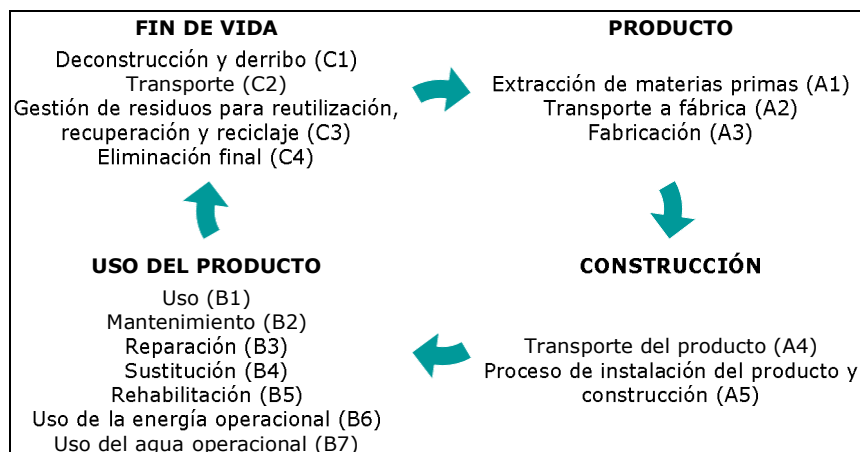 FIN DE VIDA
Deconstrucción y derribo (C1)
Transporte (C2)
Gestión de residuos para reutilización,
recuperación y reciclaje (C3)
Eliminación final (C4)
PRODUCTO
Extracción de materias primas (A1)
Transporte a fábrica (A2)
Fabricación (A3)
USO DEL PRODUCTO
Uso (B1)
Mantenimiento (B2)
Reparación (B3)
Sustitución (B4)
Rehabilitación (B5)
Uso de la energía operacional (B6)
Uso del agua operacional (B7)
CONSTRUCCIÓN
Transporte del producto (A4)
Proceso de instalación del producto y
construcción (A5)